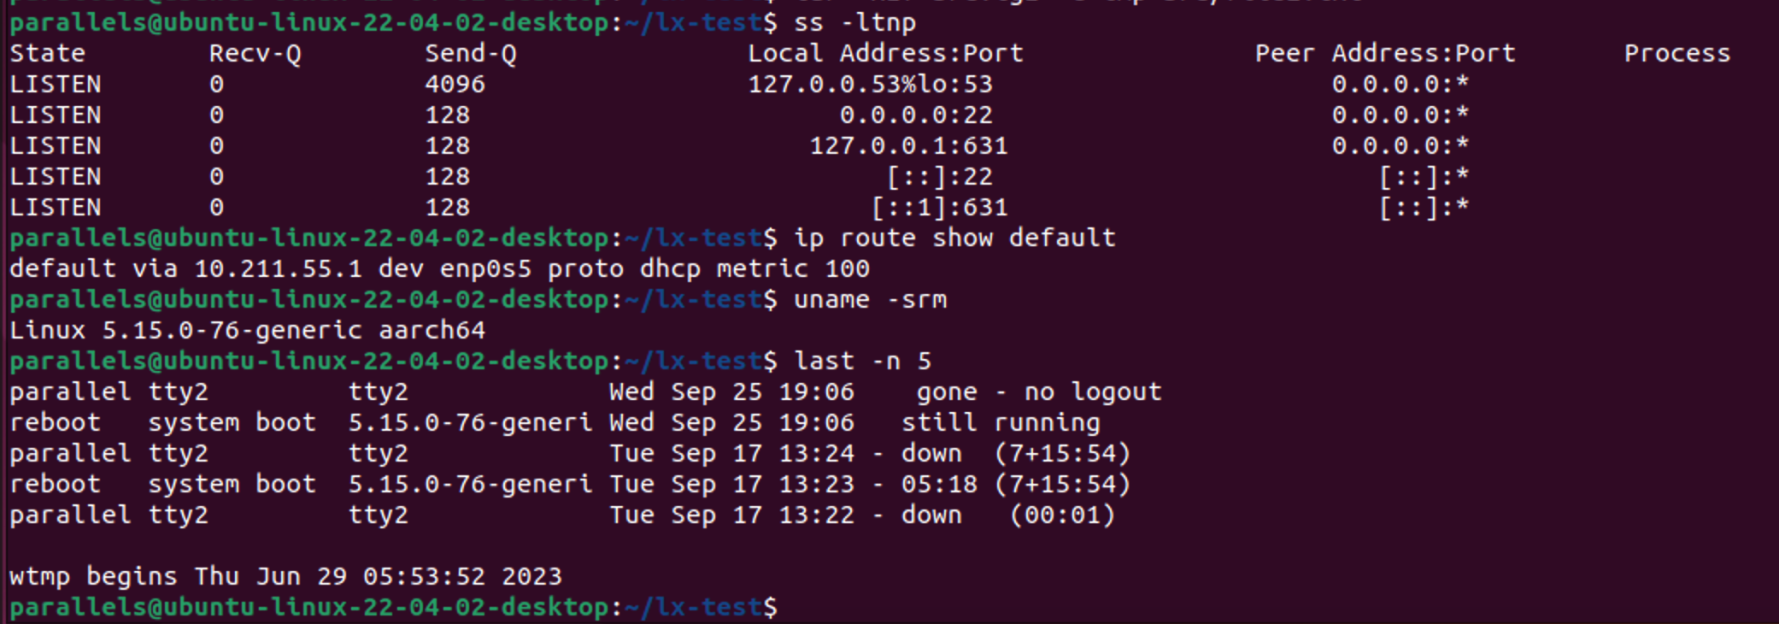 parallels@ubuntu-linux-22-04-02-desktop:~/lx-test$ ss -ltnp
State Recv-Q Send-Q Local Address:Port Peer Address:Port Process
LISTEN 0 4096 127.0.0.53%lo:53 0.0.0.0:*
LISTEN 0 128 0.0.0.0:22 0.0.0.0:*
LISTEN 0 128 127.0.0.1:631 0.0.0.0:*
LISTEN 0 128 [::]:22 [::]:*
LISTEN 0 128 [::1]:631 [::]:*
parallels@ubuntu-linux-22-04-02-desktop:~/lx-test$ ip route show default
default via 10.211.55.1 dev enp0s5 proto dhcp metric 100
parallels@ubuntu-linux-22-04-02-desktop:~/lx-test$ uname -srm
Linux 5.15.0-76-generic aarch64
parallels@ubuntu-linux-22-04-02-desktop:~/lx-test$ last -n 5
parallel tty2 tty2 Wed Sep 25 19:06 gone - no logout
reboot system boot 5.15.0-76-generi Wed Sep 25 19:06 still running
parallel tty2 tty2 Tue Sep 17 13:24 - down (7+15:54)
reboot system boot 5.15.0-76-generi Tue Sep 17 13:23 - 05:18 (7+15:54)
parallel tty2 tty2 Tue Sep 17 13:22 - down (00:01)
wtmp begins Thu Jun 29 05:53:52 2023
parallels@ubuntu-linux-22-04-02-desktop:~/lx-test$